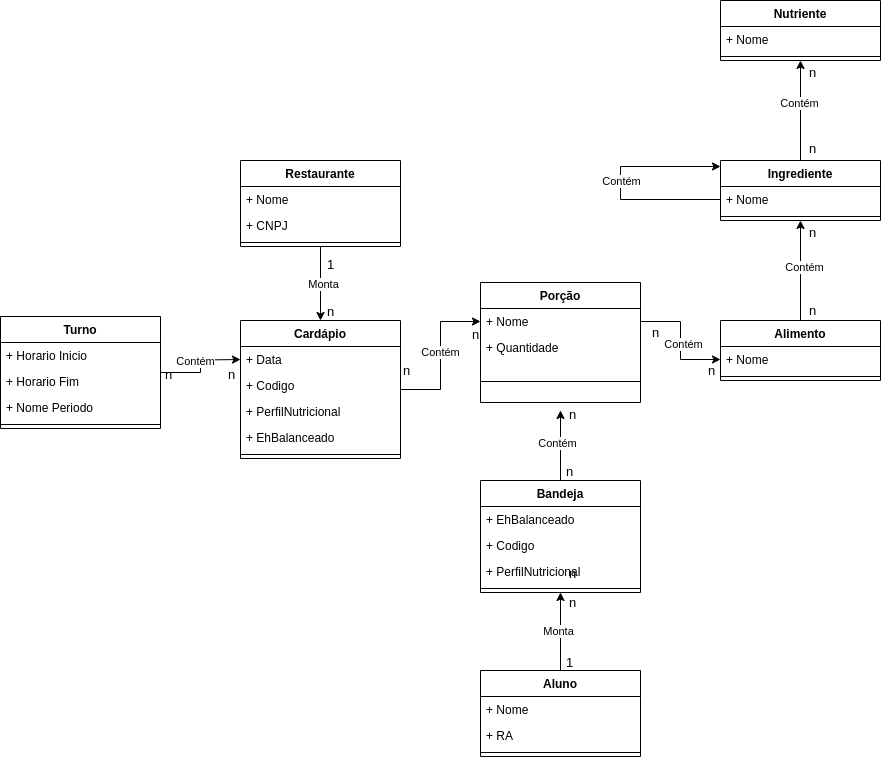 Nutriente
+ Nome
n
Contém
n
Restaurante
+ Nome
+ CNPJ
Contém
Ingrediente
+ Nome
1
Monta
n
n
Contém
n
Turno
+ Horario Inicio
+ Horario Fim
+ Nome Periodo
Contém
n
n
Cardápio
+ Data
+ Codigo
+ PerfilNutricional
+ EhBalanceado
n
Contém
n
Porção
+ Nome
+ Quantidade
n
Contém
n
Alimento
+ Nome
n
Contém
n
Bandeja
+ EhBalanceado
+ Codigo
+ PerfilNutricional
n
n
Monta
1
Aluno
+ Nome
+ RA